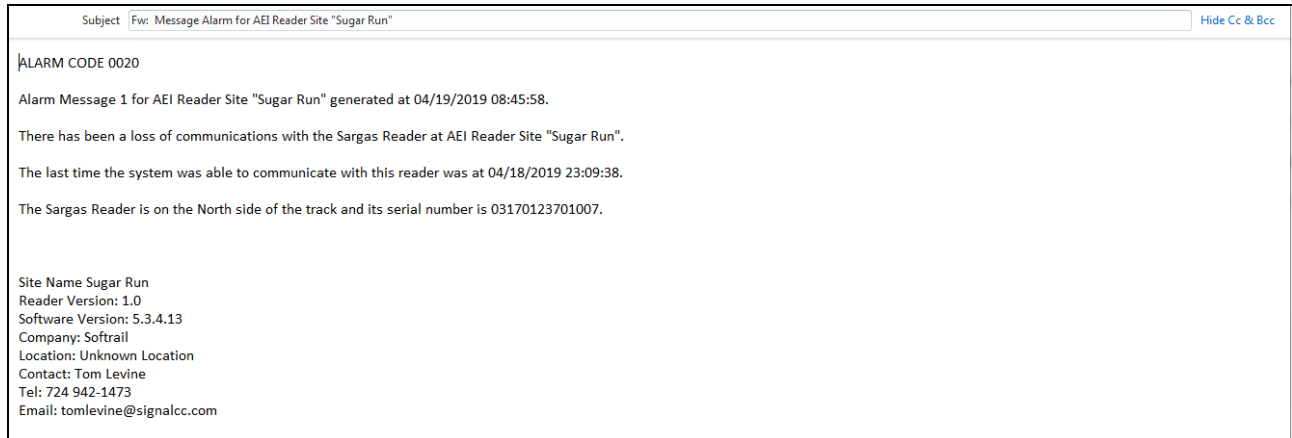 Subject Fw: Message Alarm for AEI Reader Site "Sugar Run" Hide Cc & Bcc
ALARM CODE 0020
Alarm Message 1 for AEI Reader Site "Sugar Run" generated at 04/19/2019 08:45:58.
There has been a loss of communications with the Sargas Reader at AEI Reader Site "Sugar Run".
The last time the system was able to communicate with this reader was at 04/18/2019 23:09:38.
The Sargas Reader is on the North side of the track and its serial number is 03170123701007.
Site Name Sugar Run
Reader Version: 1.0
Software Version: 5.3.4.13
Company: Softrail
Location: Unknown Location
Contact: Tom Levine
Tel: 724 942-1473
Email: tomlevine@signalcc.com